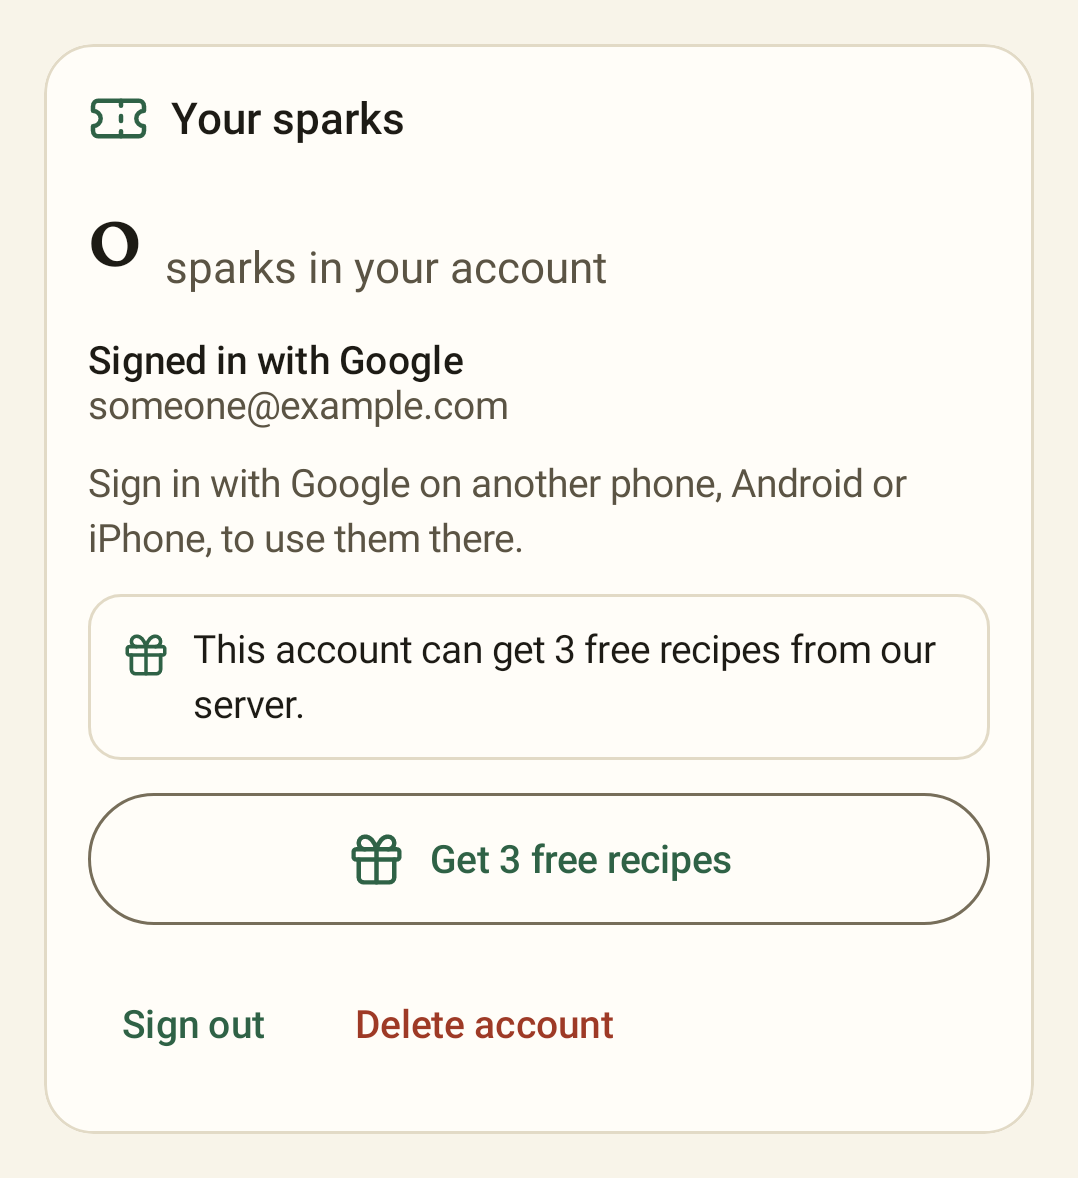 Your sparks
0 sparks in your account
Signed in with Google
someone@example.com
Sign in with Google on another phone, Android or
iPhone, to use them there.
This account can get 3 free recipes from our
server.
Get 3 free recipes
Sign out Delete account